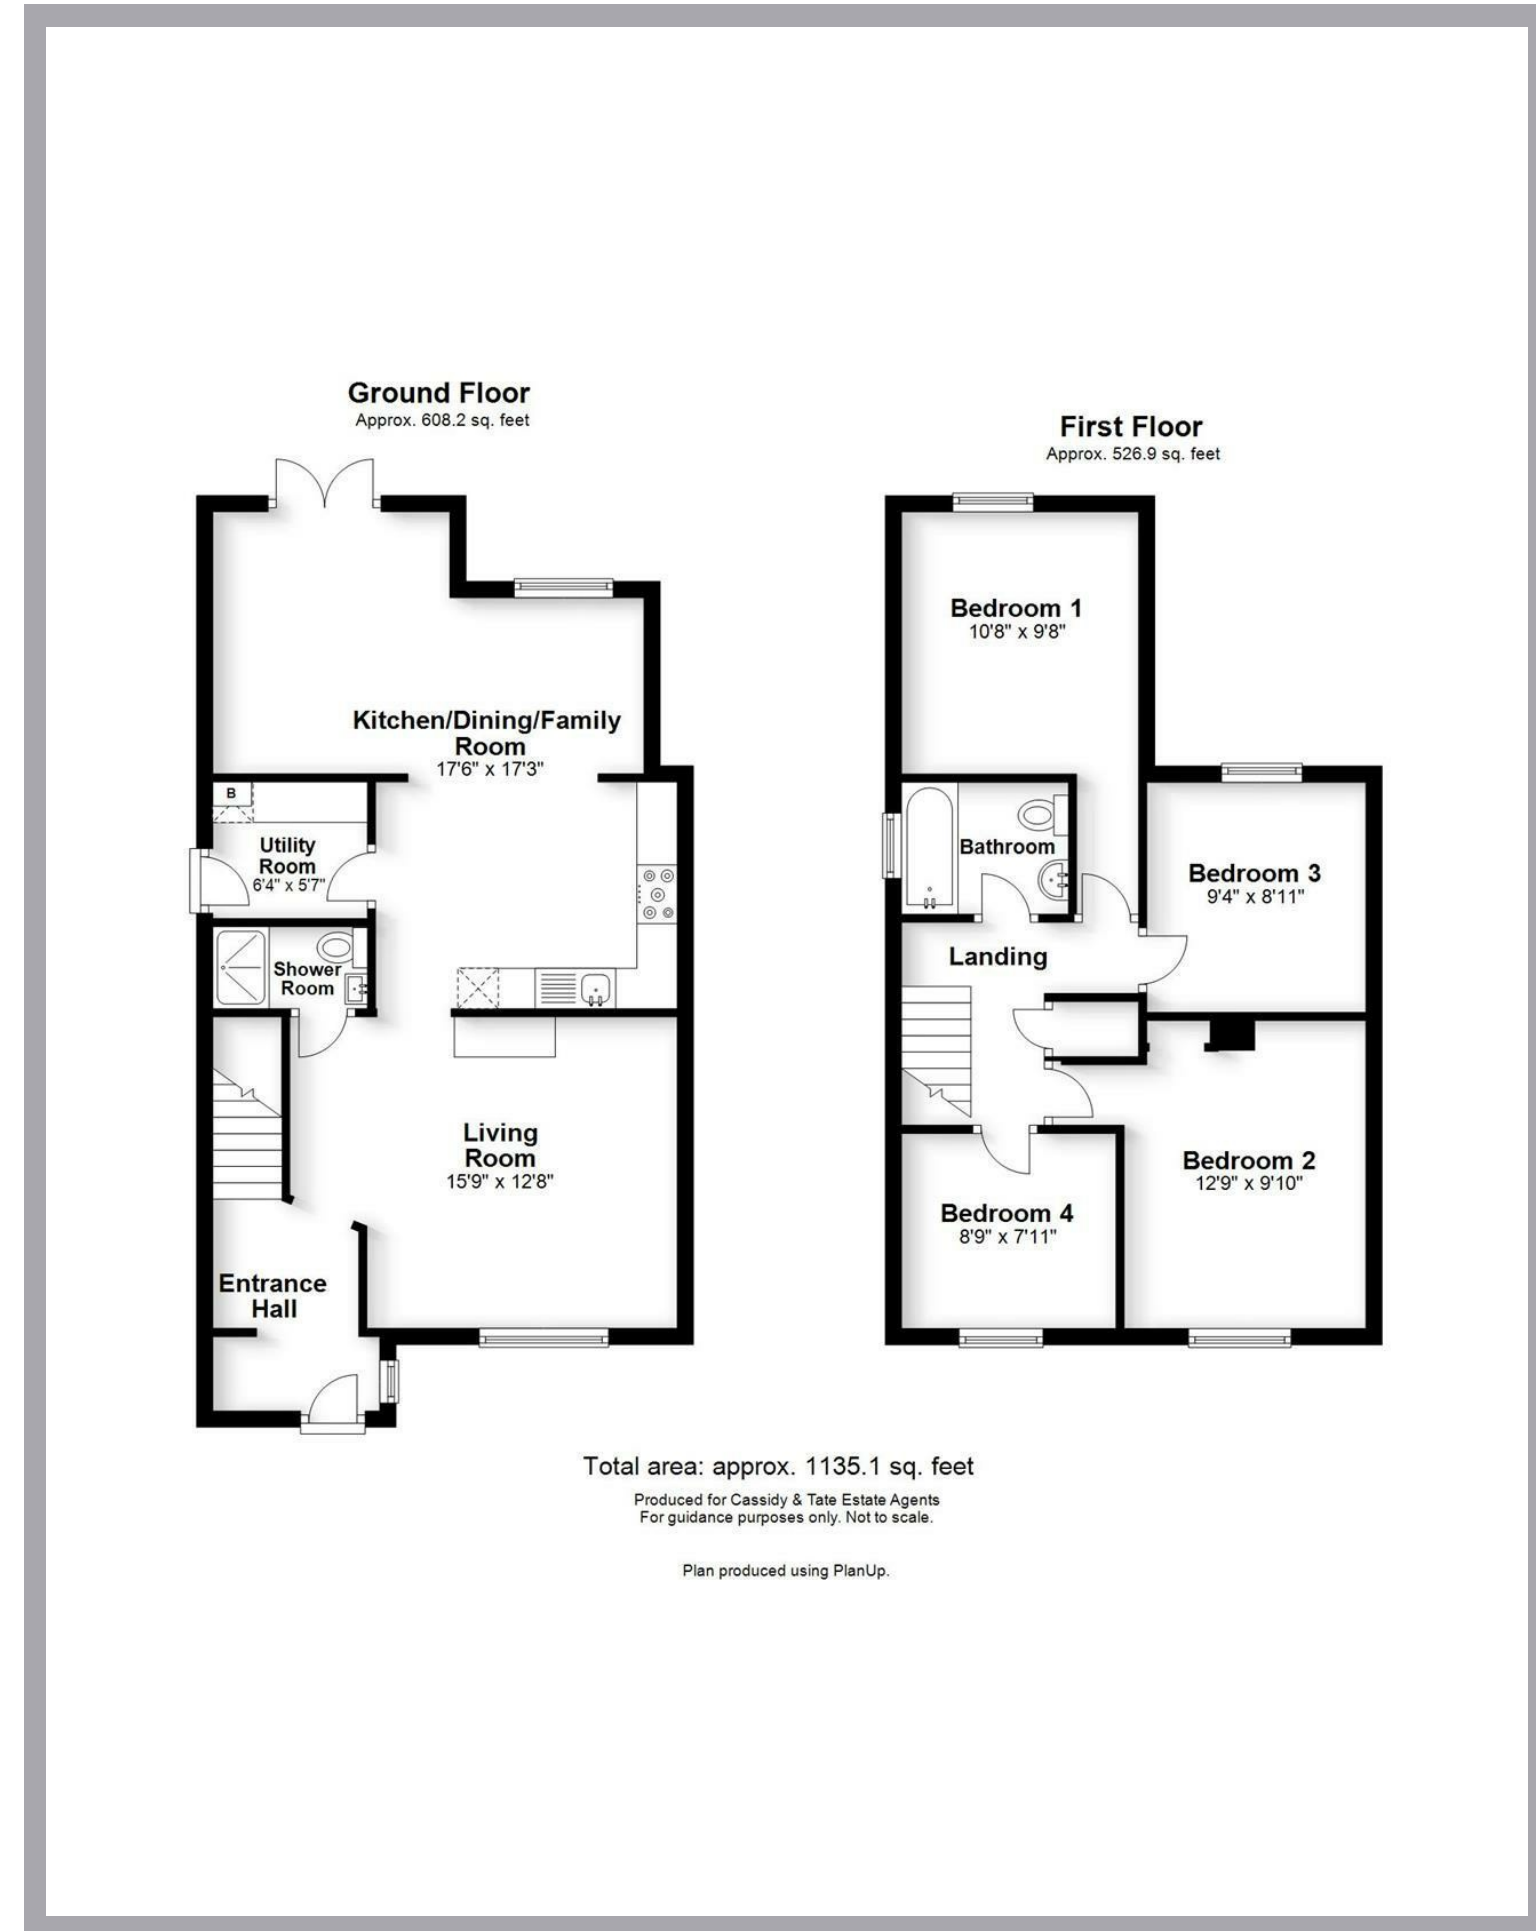 Ground Floor
Approx. 608.2 sq. feet
Kitchen/Dining/Family
Room
17'6" x 17'3"
B
Utility
Room
6'4" x 5'7"
Shower
Room
Living
Room
15'9" x 12'8"
Entrance
Hall
First Floor
Approx. 526.9 sq. feet
Bedroom 1
10'8" x 9'8"
Bathroom
Bedroom 3
9'4" x 8'11"
Landing
Bedroom 2
12'9" x 9'10"
Bedroom 4
8'9" x 7'11"
Total area: approx. 1135.1 sq. feet
Produced for Cassidy & Tate Estate Agents
For guidance purposes only. Not to scale.
Plan produced using PlanUp.